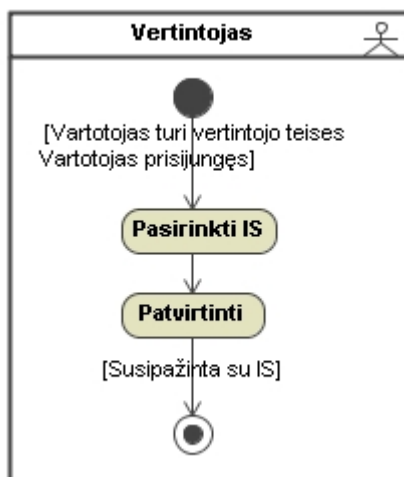 Vertintojas
[Vartotojas turi vertintojo teises
Vartotojas prisijungęs]
Pasirinkti IS
Patvirtinti
[Susipažinta su IS]